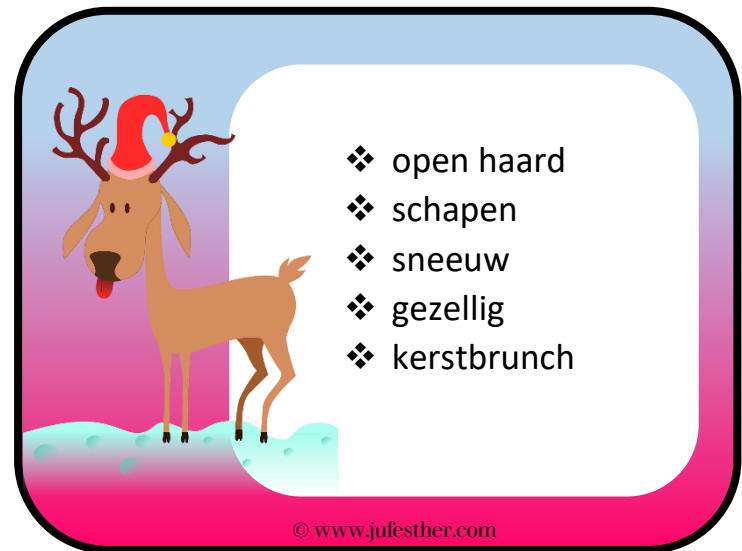 ❖ open haard
❖ schapen
❖ sneeuw
❖ gezellig
❖ kerstbrunch
© www.jufesther.com